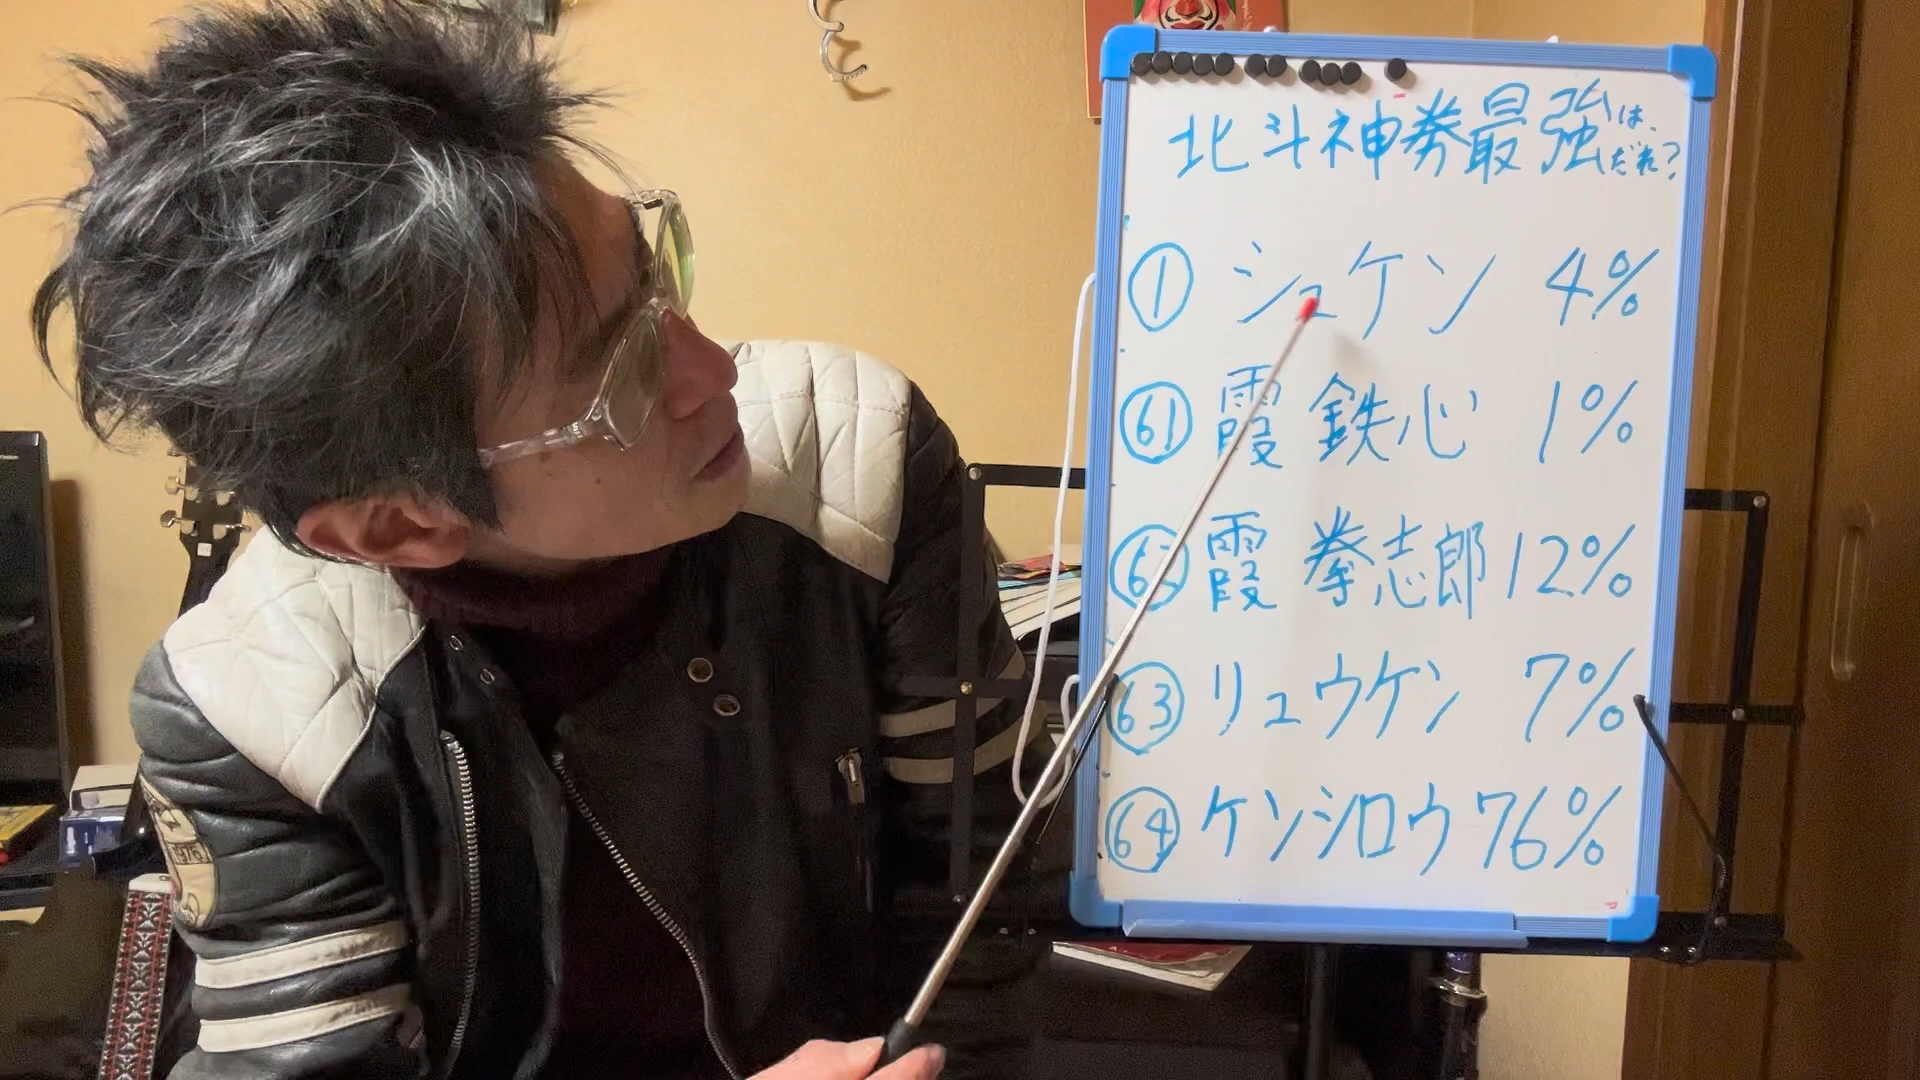 北斗神拳最強は、だれ?
① シュケン 4%
61 霞 鉄心 1%
62 霞 拳志郎 12%
63 リュウケン 7%
64 ケンシロウ 76%